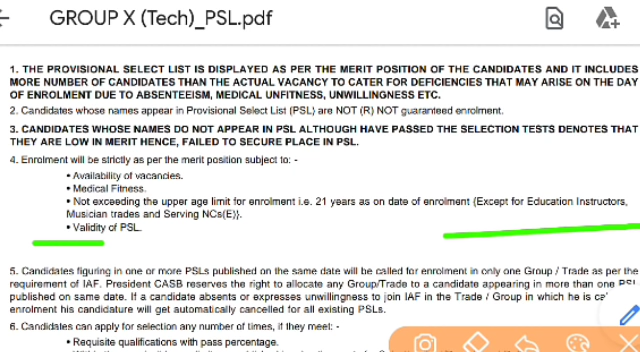 GROUP X (Tech)_PSL.pdf
1. THE PROVISIONAL SELECT LIST IS DISPLAYED AS PER THE MERIT POSITION OF THE CANDIDATES AND IT INCLUDES
MORE NUMBER OF CANDIDATES THAN THE ACTUAL VACANCY TO CATER FOR DEFICIENCIES THAT MAY ARISE ON THE DAY
OF ENROLMENT DUE TO ABSENTEEISM, MEDICAL UNFITNESS, UNWILLINGNESS ETC.
2. Candidates whose names appear in Provisional Select List (PSL) are NOT (R) NOT guaranteed enrolment.
3. CANDIDATES WHOSE NAMES DO NOT APPEAR IN PSL ALTHOUGH HAVE PASSED THE SELECTION TESTS DENOTES THAT
THEY ARE LOW IN MERIT HENCE, FAILED TO SECURE PLACE IN PSL.
4. Enrolment will be strictly as per the merit position subject to: -
• Availability of vacancies.
• Medical Fitness.
• Not exceeding the upper age limit for enrolment i.e. 21 years as on date of enrolment {Except for Education Instructors,
Musician trades and Serving NCs(E)}.
• Validity of PSL.
5. Candidates figuring in one or more PSLs published on the same date will be called for enrolment in only one Group / Trade as per the
requirement of IAF. President CASB reserves the right to allocate any Group/Trade to a candidate appearing in more than one PSL
published on same date. If a candidate absents or expresses unwillingness to join IAF in the Trade / Group in which he is
enrolment his candidature will get automatically cancelled for all existing PSLs.
6. Candidates can apply for selection any number of times, if they meet: -
• Requisite qualifications with pass percentage.